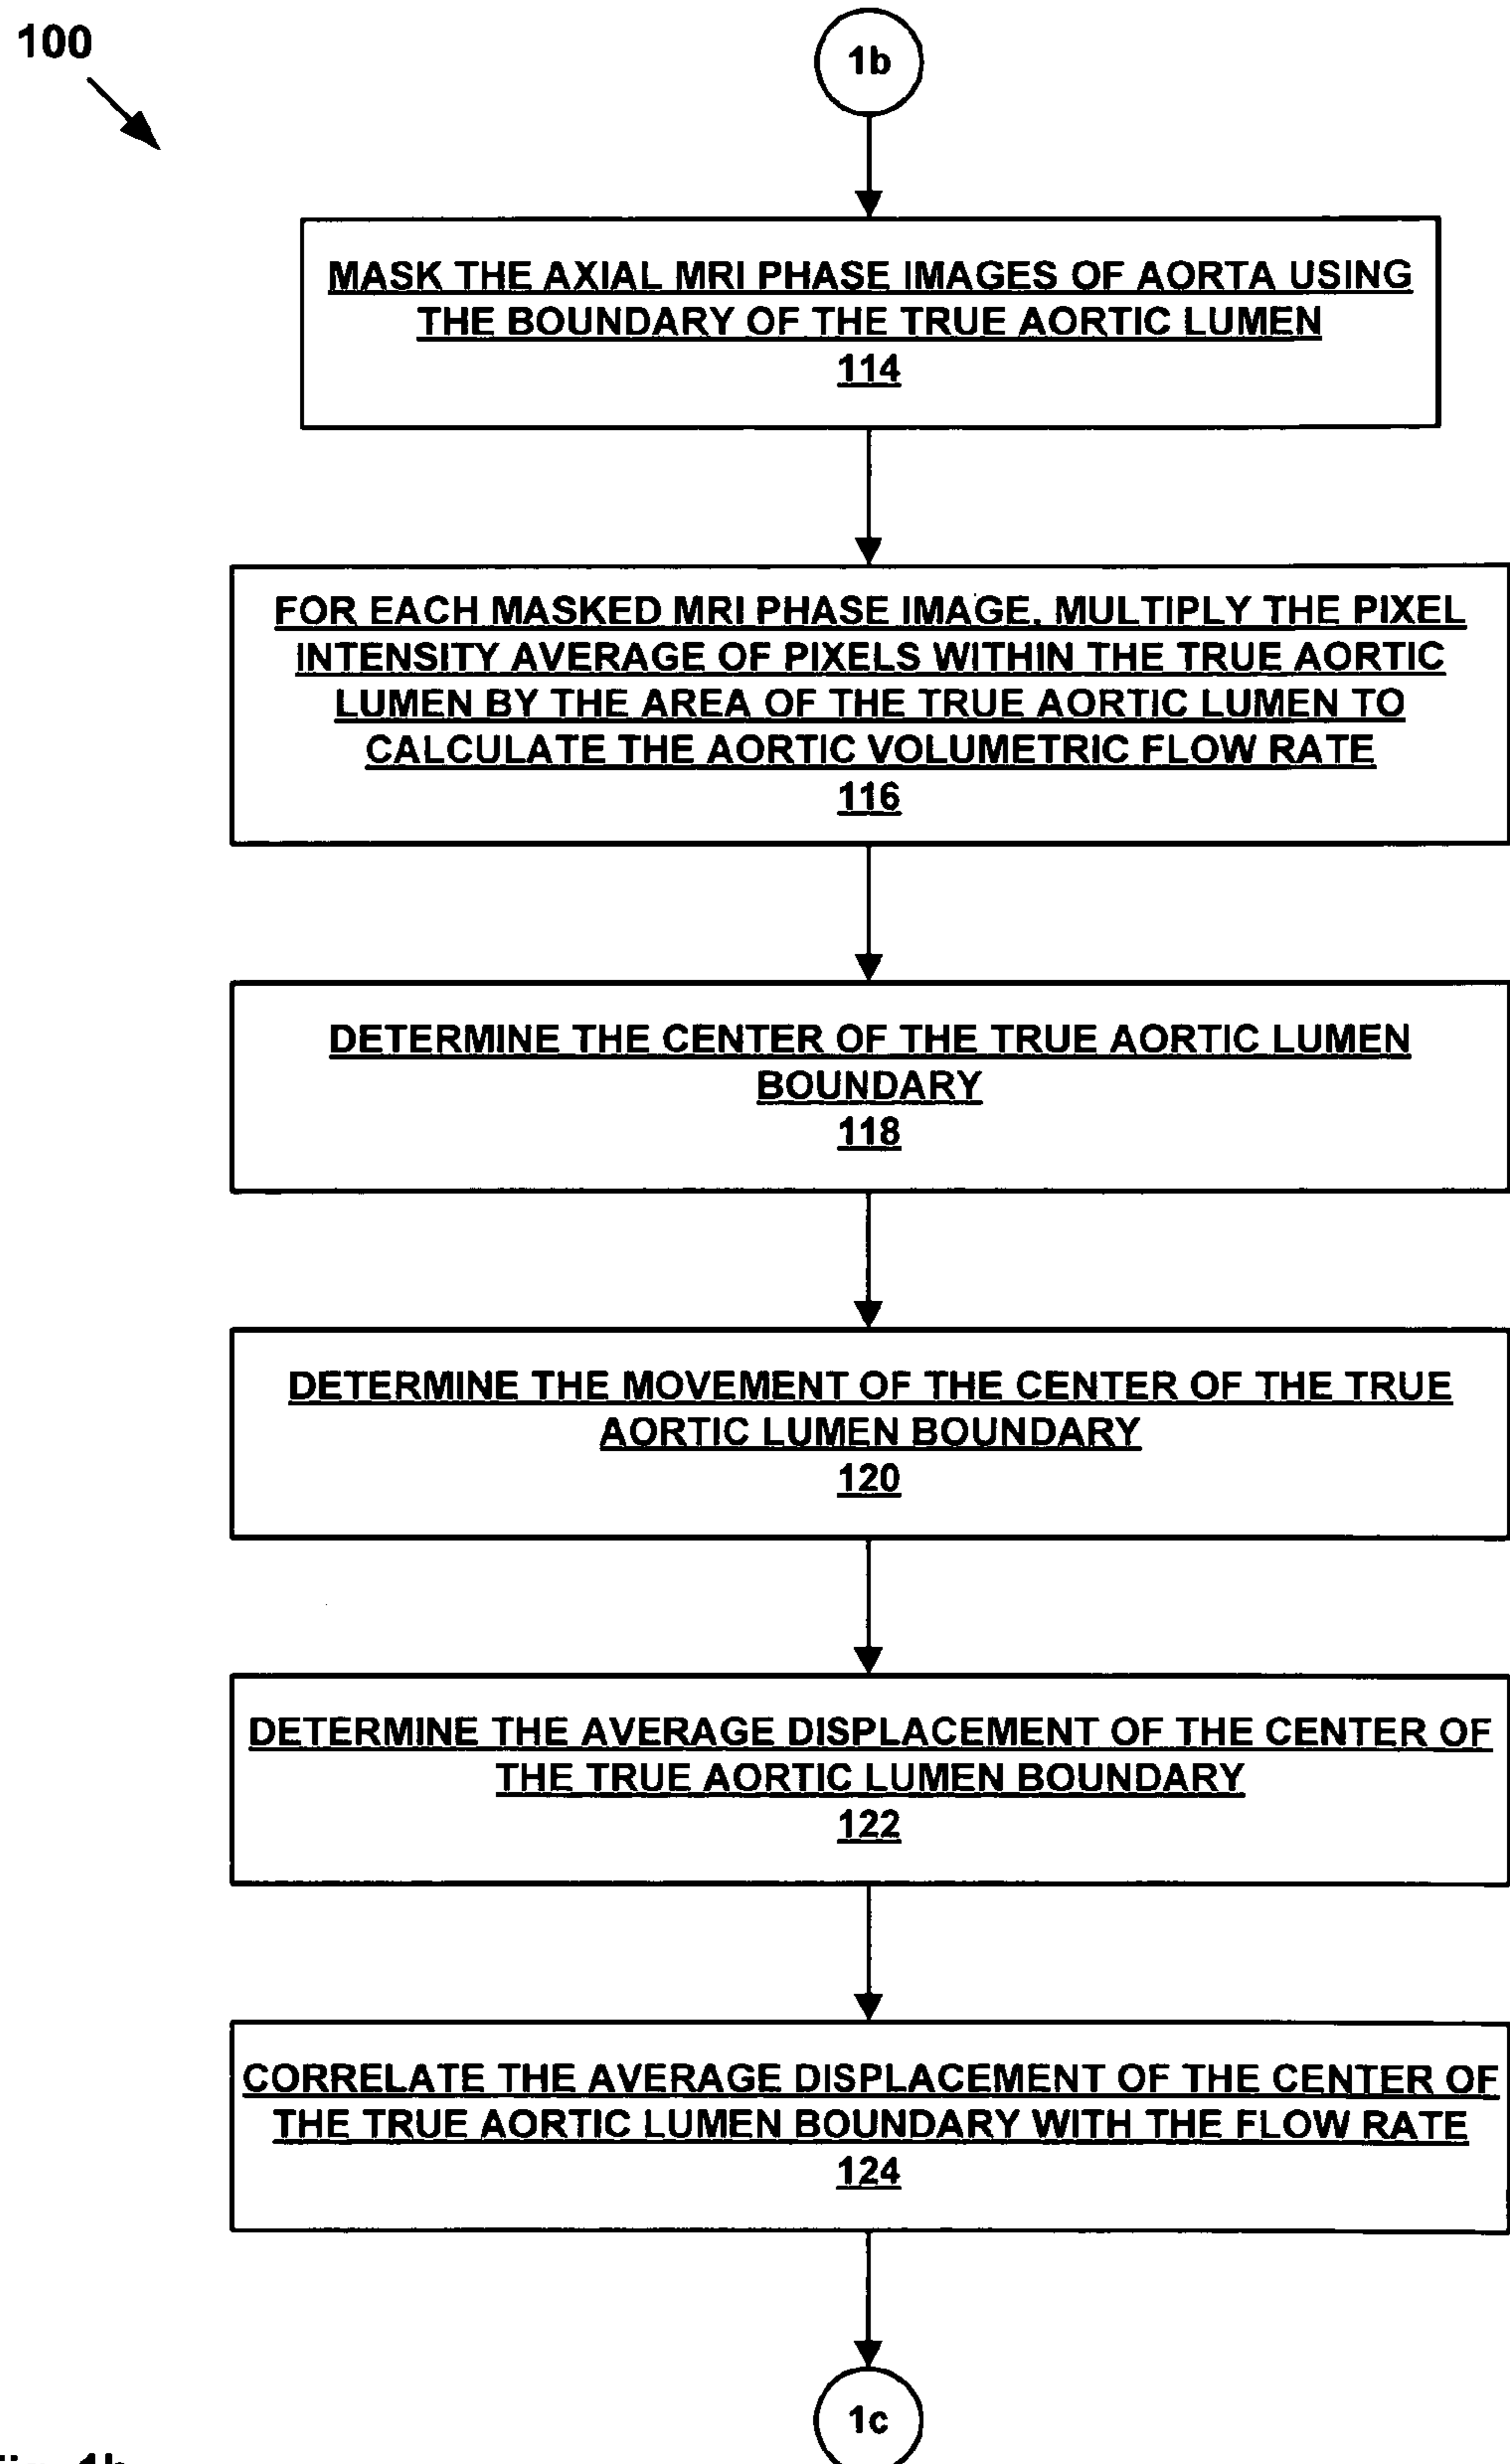 100
1b
MASK THE AXIAL MRI PHASE IMAGES OF AORTA USING
THE BOUNDARY OF THE TRUE AORTIC LUMEN
114
FOR EACH MASKED MRI PHASE IMAGE, MULTIPLY THE PIXEL
INTENSITY AVERAGE OF PIXELS WITHIN THE TRUE AORTIC
LUMEN BY THE AREA OF THE TRUE AORTIC LUMEN TO
CALCULATE THE AORTIC VOLUMETRIC FLOW RATE
116
DETERMINE THE CENTER OF THE TRUE AORTIC LUMEN
BOUNDARY
118
DETERMINE THE MOVEMENT OF THE CENTER OF THE TRUE
AORTIC LUMEN BOUNDARY
120
DETERMINE THE AVERAGE DISPLACEMENT OF THE CENTER OF
THE TRUE AORTIC LUMEN BOUNDARY
122
CORRELATE THE AVERAGE DISPLACEMENT OF THE CENTER OF
THE TRUE AORTIC LUMEN BOUNDARY WITH THE FLOW RATE
124
1c